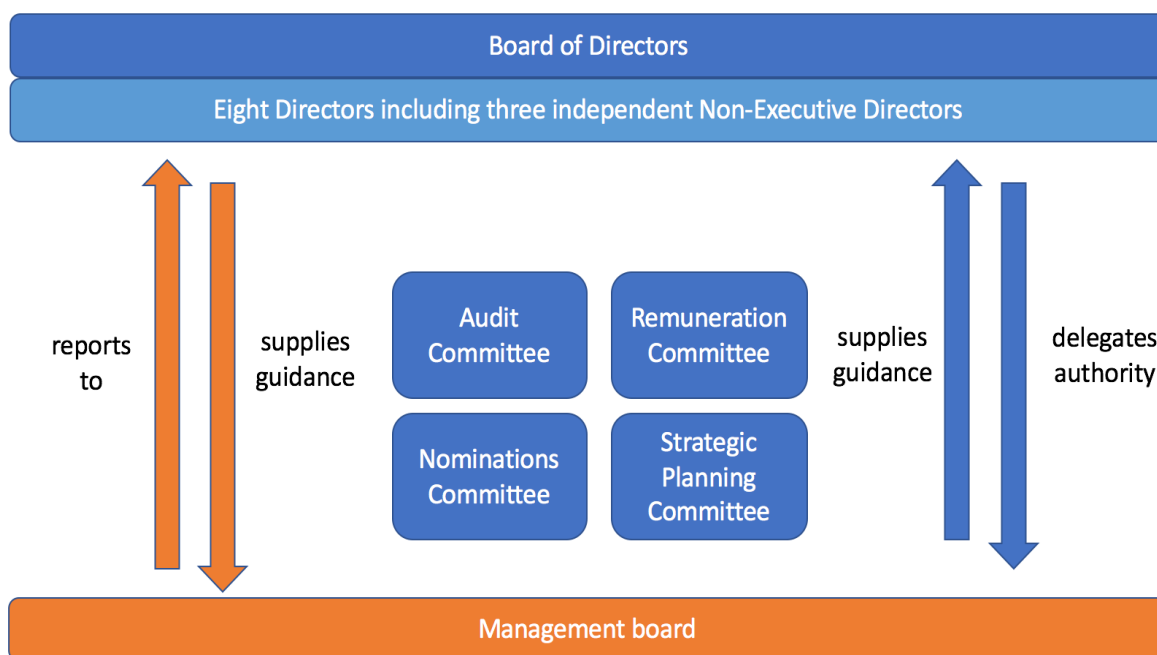 Board of Directors
Eight Directors including three independent Non-Executive Directors
reports
to
supplies
guidance
Audit
Committee
Remuneration
Committee
Nominations
Committee
Strategic
Planning
Committee
supplies
guidance
delegates
authority
Management board